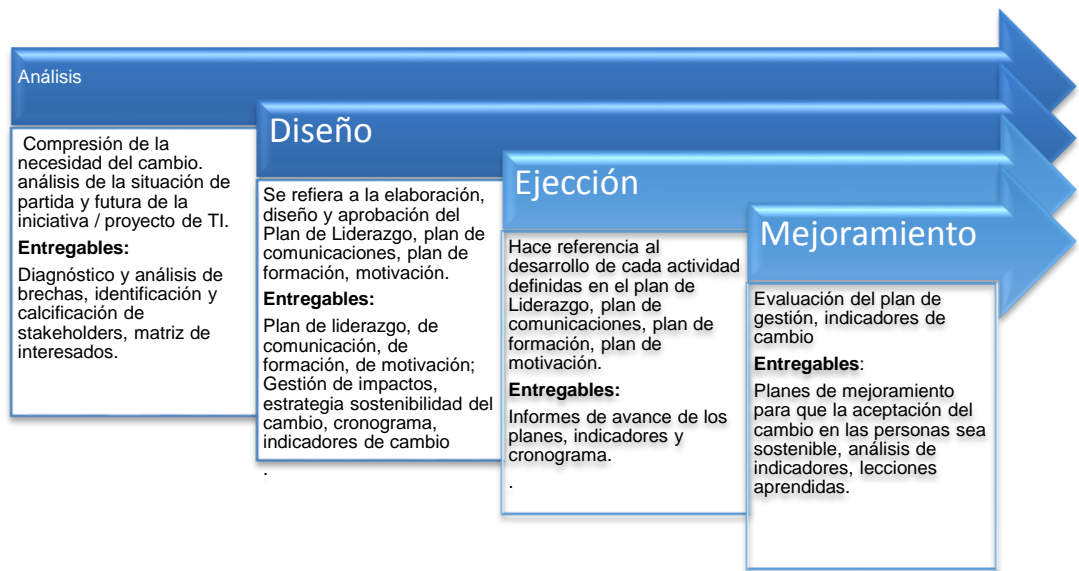 Análisis
Compresión de la
necesidad del cambio.
análisis de la situación de
partida y futura de la
iniciativa / proyecto de TI.
Entregables:
Diagnóstico y análisis de
brechas, identificación y
calcificación de
stakeholders, matriz de
interesados.
Diseño
Se refiera a la elaboración,
diseño y aprobación del
Plan de Liderazgo, plan de
comunicaciones, plan de
formación, motivación.
Entregables:
Plan de liderazgo, de
comunicación, de
formación, de motivación;
Gestión de impactos,
estrategia sostenibilidad del
cambio, cronograma,
indicadores de cambio
.
Ejección
Hace referencia al
desarrollo de cada actividad
definidas en el plan de
Liderazgo, plan de
comunicaciones, plan de
formación, plan de
motivación.
Entregables:
Informes de avance de los
planes, indicadores y
cronograma.
.
Mejoramiento
Evaluación del plan de
gestión, indicadores de
cambio
Entregables:
Planes de mejoramiento
para que la aceptación del
cambio en las personas sea
sostenible, análisis de
indicadores, lecciones
aprendidas.